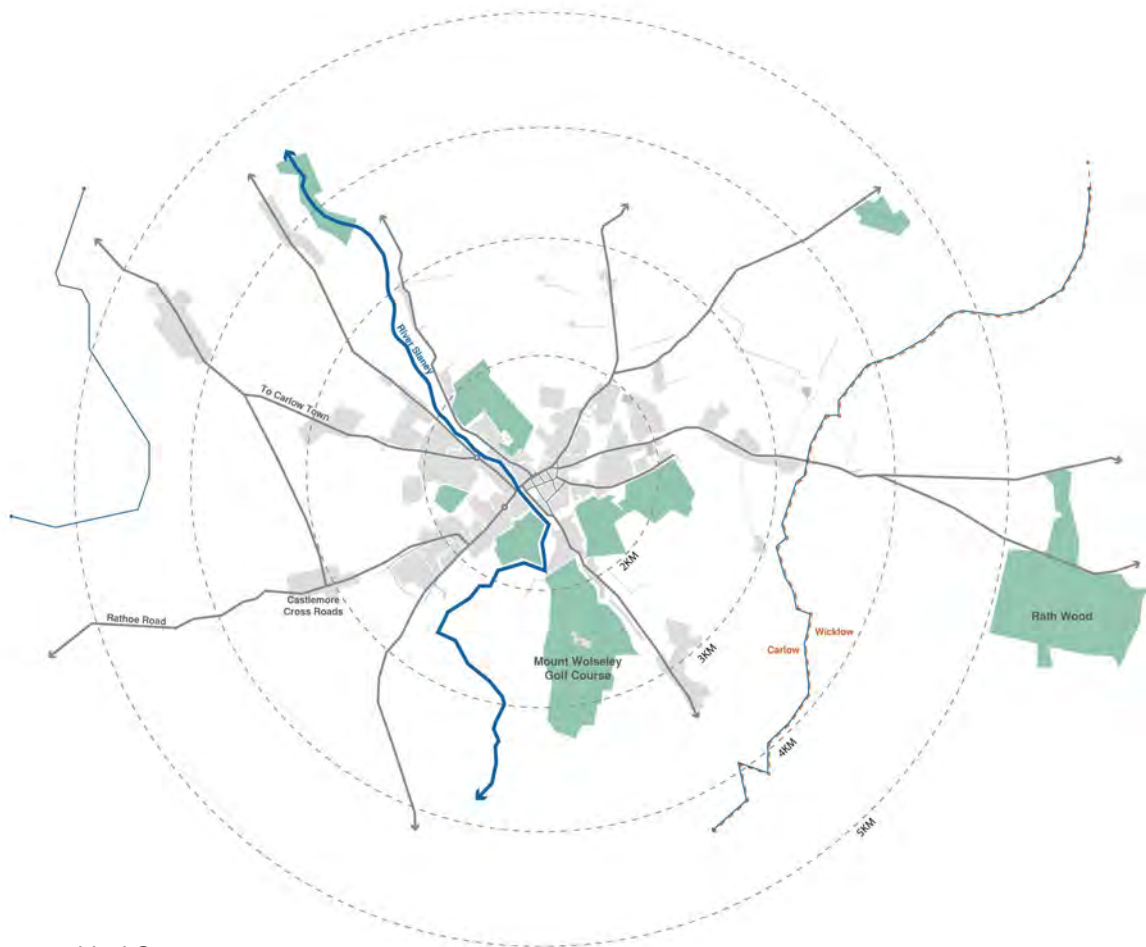 River Slaney
To Carlow Town
2KM
Castlemore
Cross Roads
Rathoe Road
Rath Wood
Wicklow
Carlow
3KM
Mount Wolseley
Golf Course
4KM
5KM